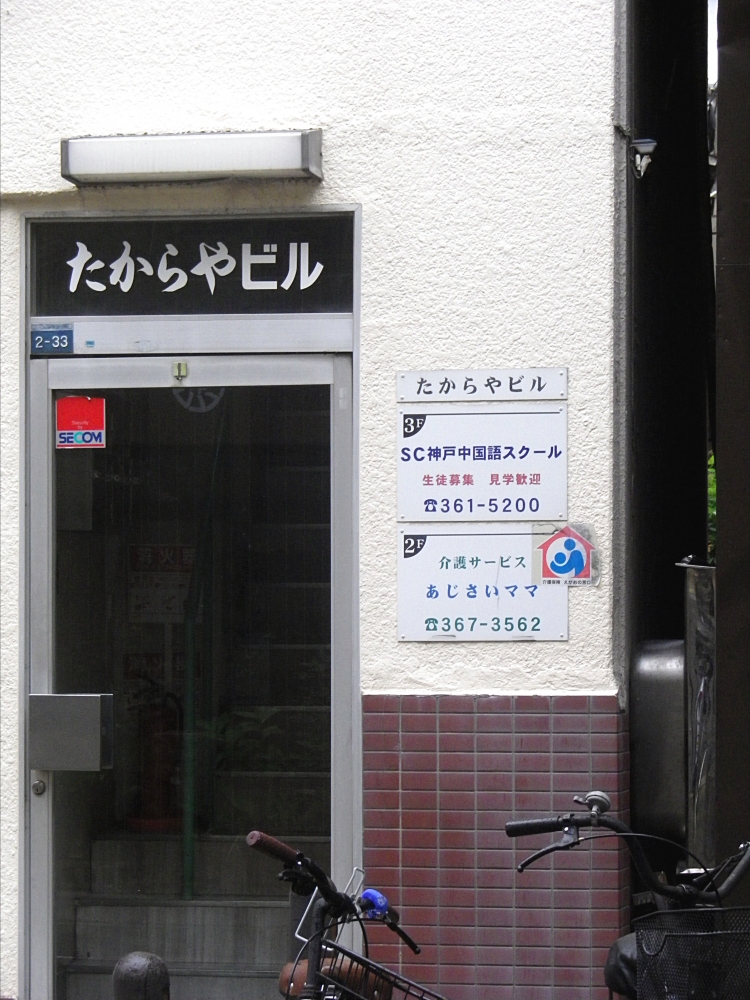 たからやビル
2-33
Security
by
SECOM
たからやビル
3F
SC神戸中国語スクール
生徒募集 見学歓迎
☎361-5200
2F
介護サービス
あじさいママ
☎367-3562